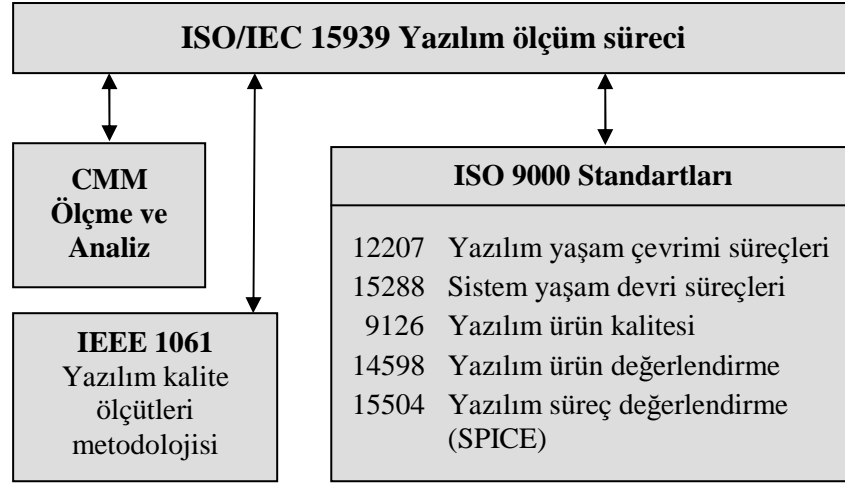 ISO/IEC 15939 Yazılım ölçüm süreci
CMM
Ölçme ve
Analiz
IEEE 1061
Yazılım kalite
ölçütleri
metodolojisi
ISO 9000 Standartları
12207 Yazılım yaşam çevrimi süreçleri
15288 Sistem yaşam devri süreçleri
9126 Yazılım ürün kalitesi
14598 Yazılım ürün değerlendirme
15504 Yazılım süreç değerlendirme
(SPICE)